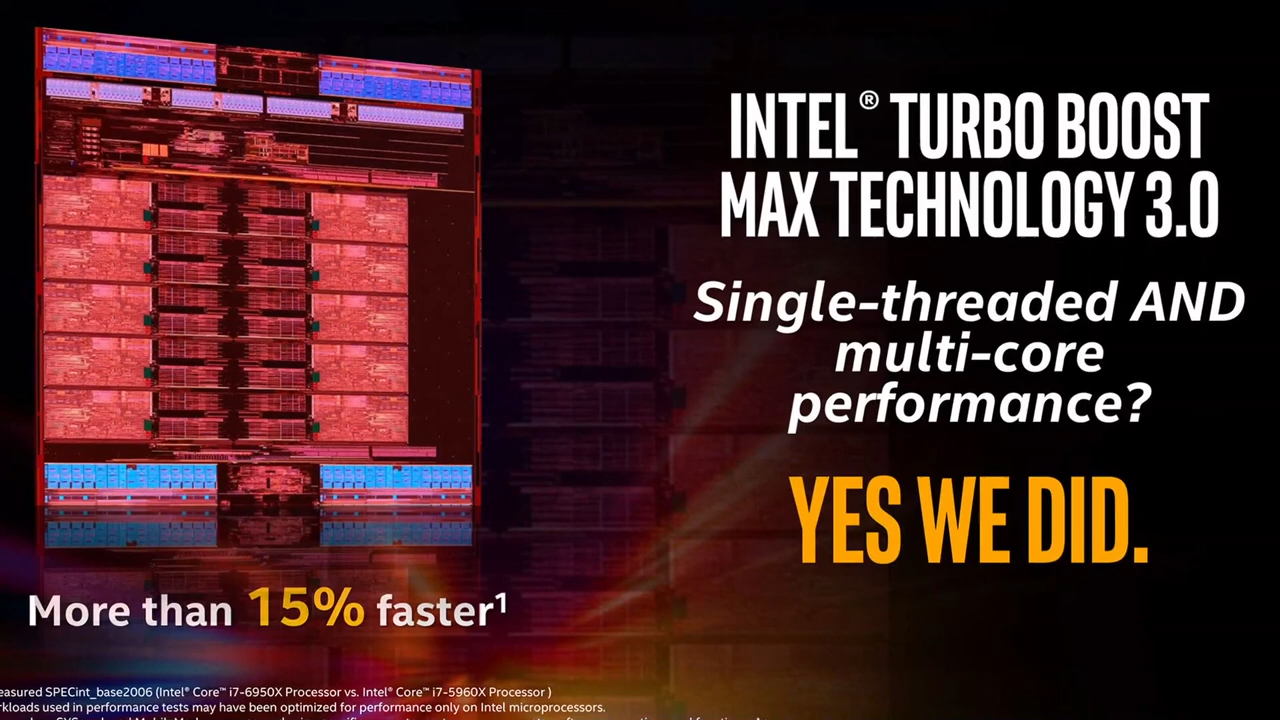 INTEL® TURBO BOOST
MAX TECHNOLOGY 3.0
Single-threaded AND
multi-core
performance?
YES WE DID.
More than 15% faster¹
easured SPECint_base2006 (Intel® Core™ i7-6950X Processor vs. Intel® Core™ i7-5960X Processor )
rkloads used in performance tests may have been optimized for performance only on Intel microprocessors.